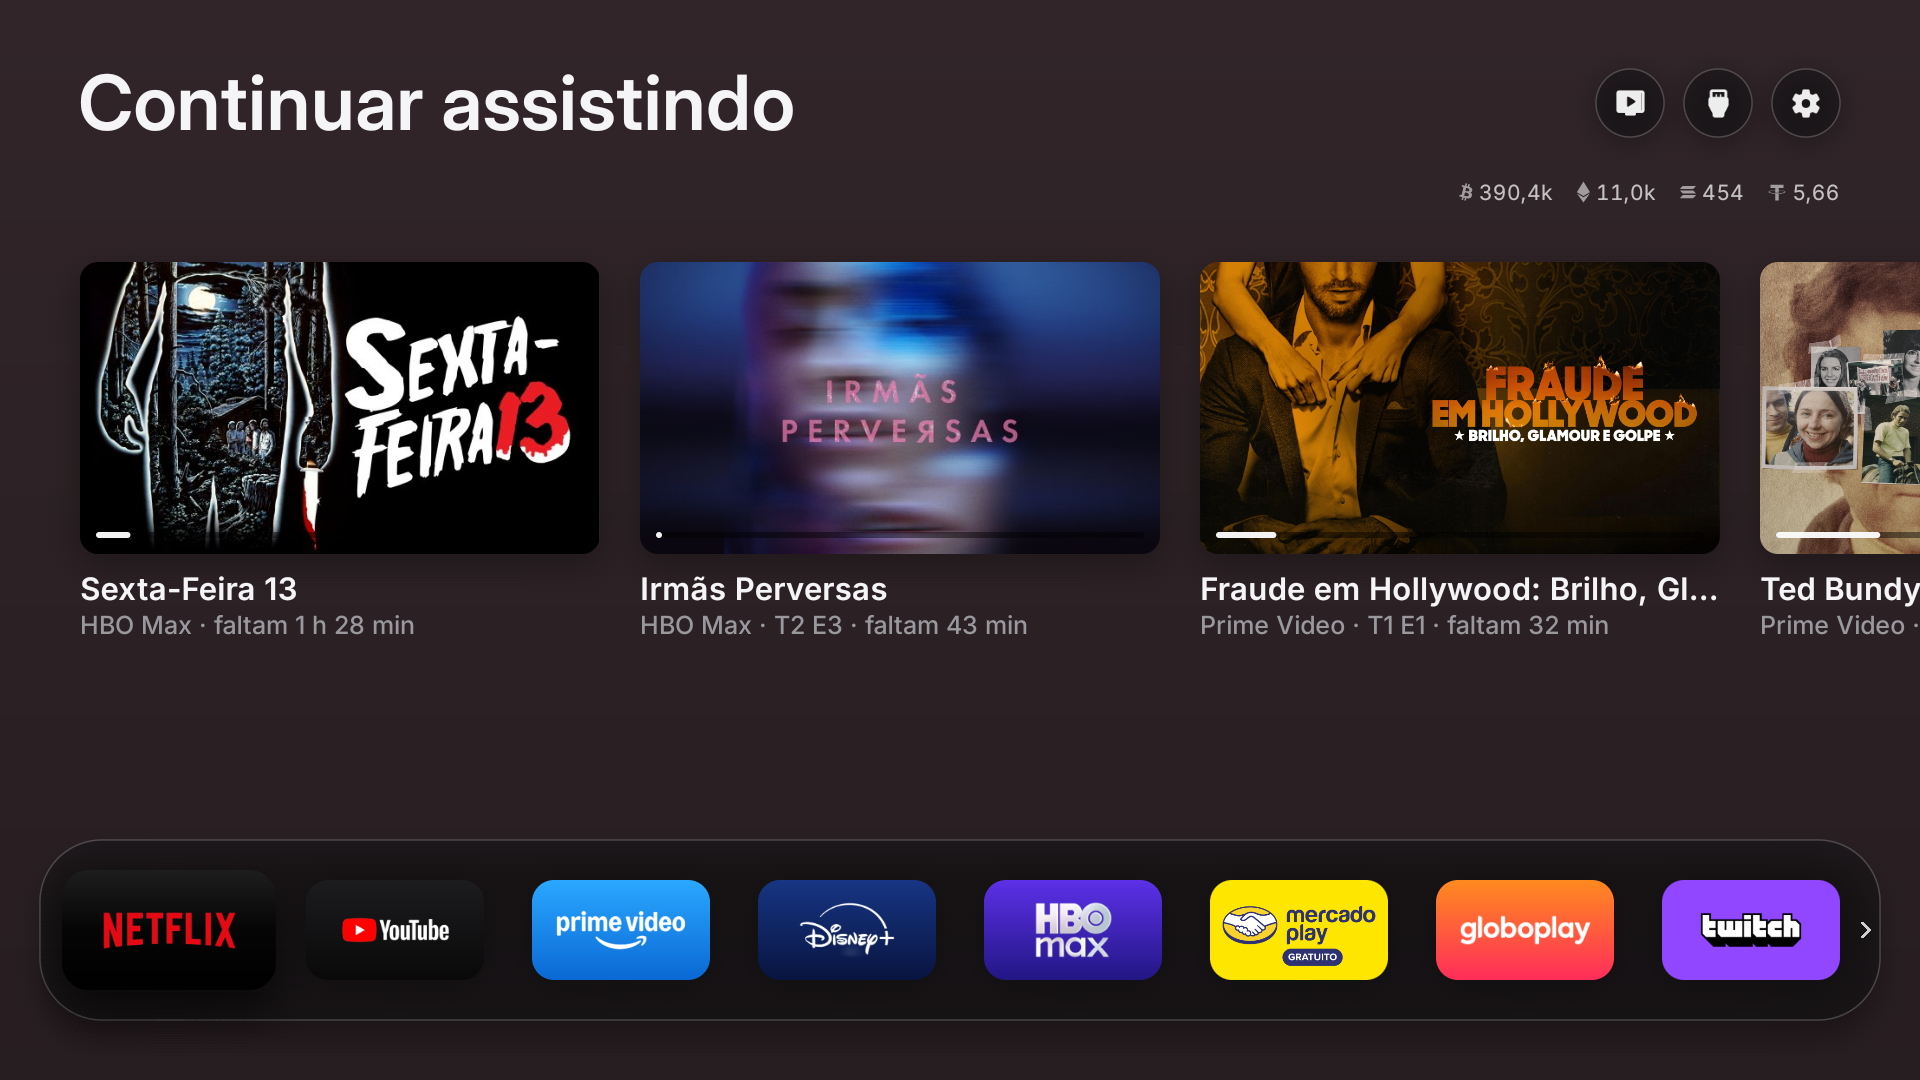 Continuar assistindo
390,4k 11,0k 454 5,66
SEXTA-
FEIRA 13
IRMÃS
PERVERSAS
FRAUDE
EM HOLLYWOOD
★ BRILHO, GLAMOUR E GOLPE ★
Sexta-Feira 13
HBO Max · faltam 1 h 28 min
Irmãs Perversas
HBO Max · T2 E3 · faltam 43 min
Fraude em Hollywood: Brilho, Gl...
Prime Video · T1 E1 · faltam 32 min
Ted Bundy
Prime Video ·
NETFLIX
YouTube
prime video
Disney+
HBO
max
mercado
play
GRATUITO
globoplay
twitch